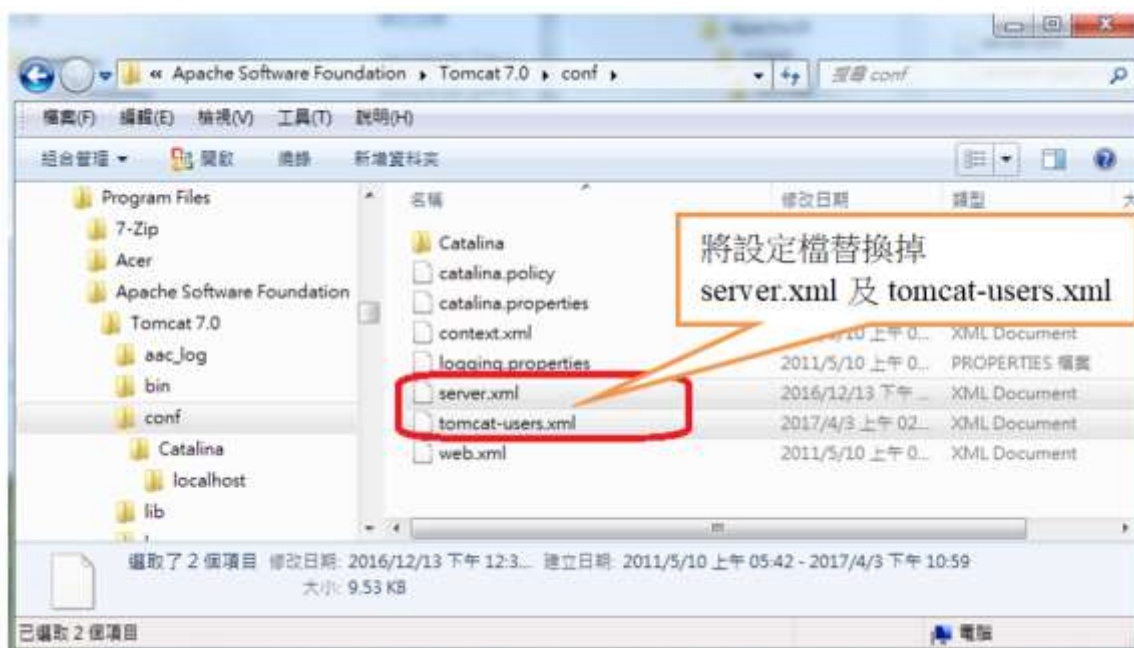 « Apache Software Foundation ▸ Tomcat 7.0 ▸ conf ▸ 搜尋 conf
檔案(F) 編輯(E) 檢視(V) 工具(T) 說明(H)
組合管理 ▾ 開啟 燒錄 新增資料夾
Program Files
7-Zip
Acer
Apache Software Foundation
Tomcat 7.0
aac_log
bin
conf
Catalina
localhost
lib
名稱 修改日期 類型
Catalina
catalina.policy
catalina.properties
context.xml XML Document
logging.properties 2011/5/10 上午 0... PROPERTIES 檔案
server.xml 2016/12/13 下午 ... XML Document
tomcat-users.xml 2017/4/3 上午 02... XML Document
web.xml 2011/5/10 上午 0... XML Document
將設定檔替換掉
server.xml 及 tomcat-users.xml
選取了 2 個項目 修改日期: 2016/12/13 下午 12:3... 建立日期: 2011/5/10 上午 05:42 - 2017/4/3 下午 10:59
大小: 9.53 KB
已選取 2 個項目 電腦